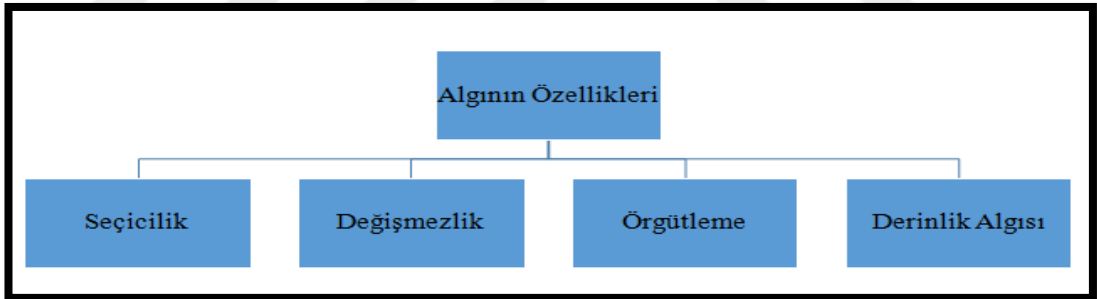 Algının Özellikleri
Seçicilik
Değişmezlik
Örgütleme
Derinlik Algısı